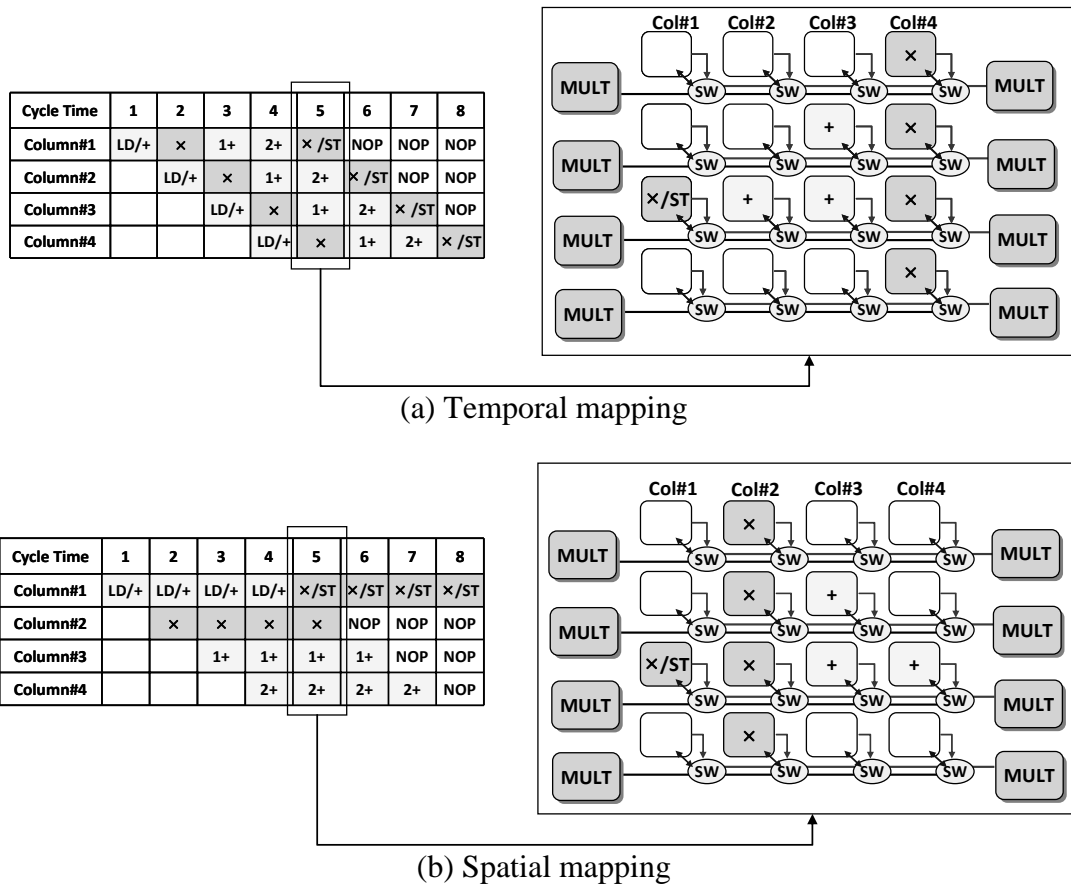 Cycle Time 1 2 3 4 5 6 7 8
Column#1 LD/+ × 1+ 2+ ×/ST NOP NOP NOP
Column#2 LD/+ × 1+ 2+ ×/ST NOP NOP
Column#3 LD/+ × 1+ 2+ ×/ST NOP
Column#4 LD/+ × 1+ 2+ ×/ST
Col#1 Col#2 Col#3 Col#4
×
MULT SW SW SW SW MULT
+ ×
MULT SW SW SW SW MULT
×/ST + + ×
MULT SW SW SW SW MULT
×
MULT SW SW SW SW MULT
(a) Temporal mapping
Cycle Time 1 2 3 4 5 6 7 8
Column#1 LD/+ LD/+ LD/+ LD/+ ×/ST ×/ST ×/ST ×/ST
Column#2 × × × × NOP NOP NOP
Column#3 1+ 1+ 1+ 1+ NOP NOP
Column#4 2+ 2+ 2+ 2+ NOP
Col#1 Col#2 Col#3 Col#4
×
MULT SW SW SW SW MULT
× +
MULT SW SW SW SW MULT
×/ST × + +
MULT SW SW SW SW MULT
×
MULT SW SW SW SW MULT
(b) Spatial mapping